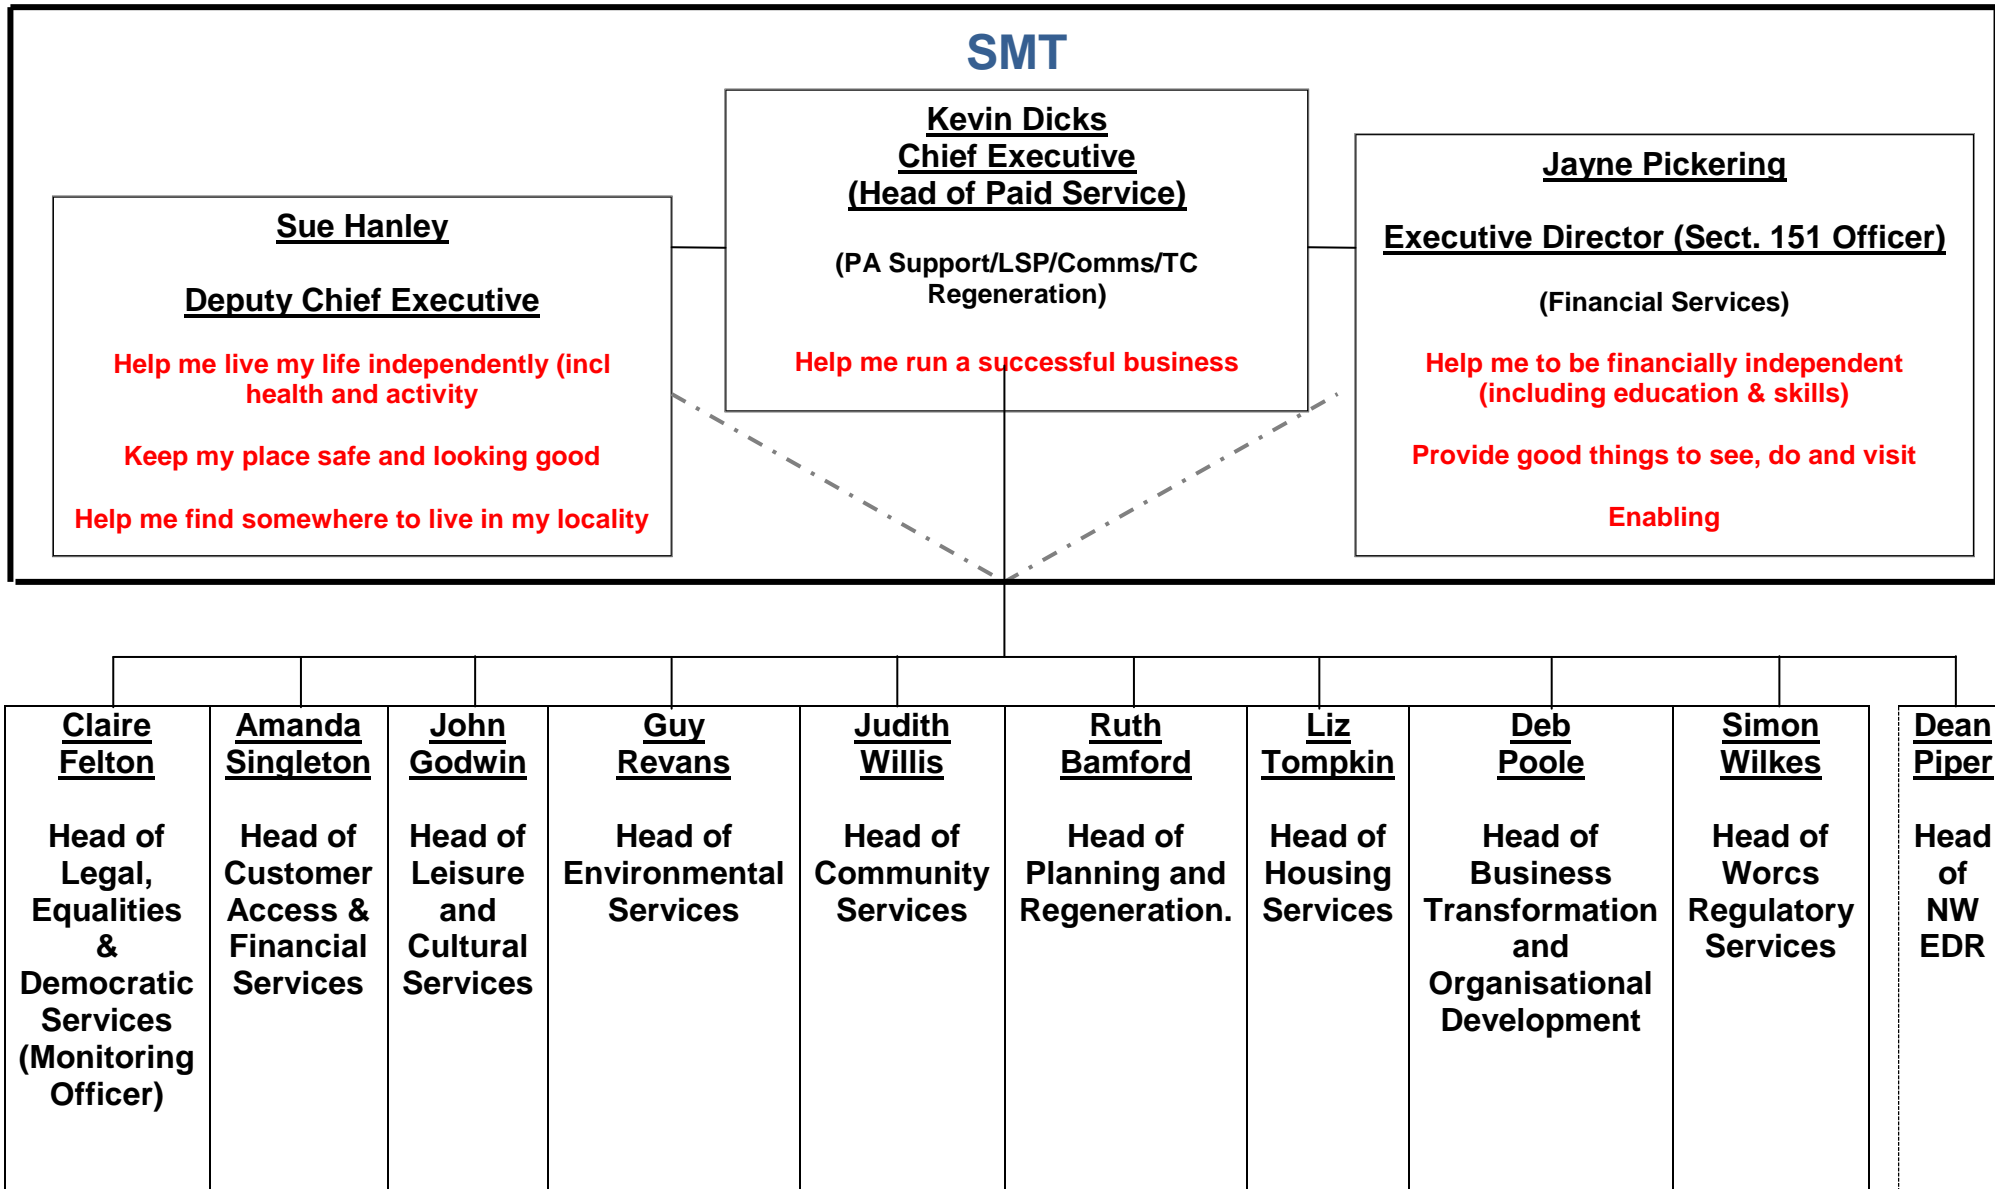 SMT
Sue Hanley
Deputy Chief Executive
Help me live my life independently (incl
health and activity
Keep my place safe and looking good
Help me find somewhere to live in my locality
Kevin Dicks
Chief Executive
(Head of Paid Service)
(PA Support/LSP/Comms/TC
Regeneration)
Help me run a successful business
Jayne Pickering
Executive Director (Sect. 151 Officer)
(Financial Services)
Help me to be financially independent
(including education & skills)
Provide good things to see, do and visit
Enabling
Claire
Felton
Head of
Legal,
Equalities
&
Democratic
Services
(Monitoring
Officer)
Amanda
Singleton
Head of
Customer
Access &
Financial
Services
John
Godwin
Head of
Leisure
and
Cultural
Services
Guy
Revans
Head of
Environmental
Services
Judith
Willis
Head of
Community
Services
Ruth
Bamford
Head of
Planning and
Regeneration.
Liz
Tompkin
Head of
Housing
Services
Deb
Poole
Head of
Business
Transformation
and
Organisational
Development
Simon
Wilkes
Head of
Worcs
Regulatory
Services
Dean
Piper
Head
of
NW
EDR